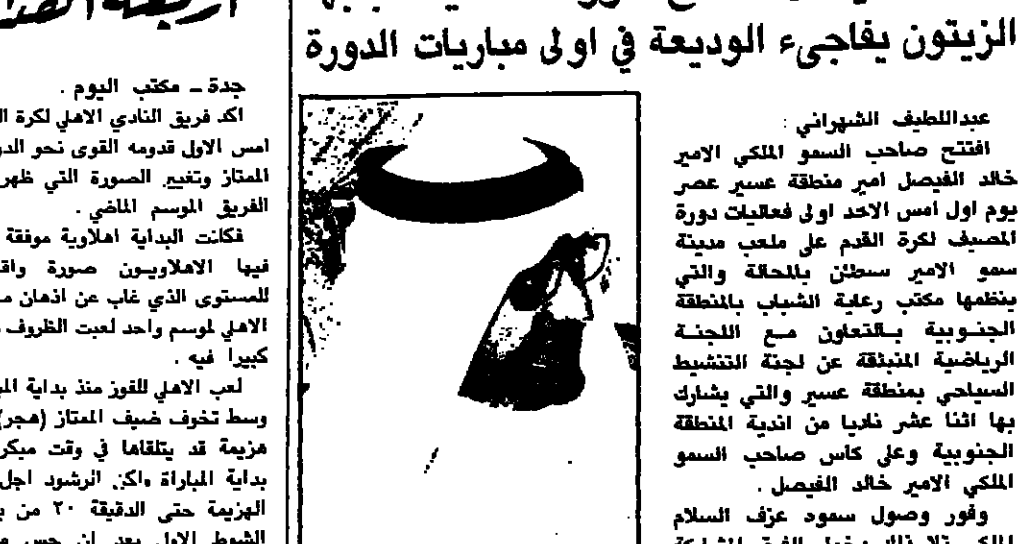 الزيتون يفاجىء الوديعة في اولى مباريات الدورة
عبداللطيف الشهراني :
افتتح صاحب السمو الملكي الامير
خالد الفيصل امير منطقة عسير عصر
يوم اول امس الاحد اولى فعاليات دورة
المصيف لكرة القدم على ملعب مدينة
سمو الامير سلطان بالمحالة والتي
ينظمها مكتب رعاية الشباب بالمنطقة
الجنوبية بالتعاون مع اللجنة
الرياضية المنبثقة عن لجنة التنشيط
السياحي بمنطقة عسير والتي يشارك
بها اثنا عشر ناديا من اندية المنطقة
الجنوبية وعلى كاس صاحب السمو
الملكي الامير خالد الفيصل .
وفور وصول سموه عزف السلام
جدة - مكتب اليوم .
اكد فريق النادي الاهلي لكرة
امس الاول قدومه القوى نحو
الممتاز وتغيير الصورة التي ظهر
الفريق الموسم الماضي .
فكانت البداية اهلاوية موفقة
فيها الاهلاويون صورة
للمستوى الذي غاب عن اذهان
الاهلي لموسم واحد لعبت الظروف
كبيرا فيه .
لعب الاهلي للفوز منذ بداية
وسط تخوف ضيف الممتاز (هجر)
هزيمة قد يتلقاها في وقت مبكر
بداية المباراة ولكن الرشود اجل
الهزيمة حتى الدقيقة ٢٠ من
الشوط الاول بعد ان